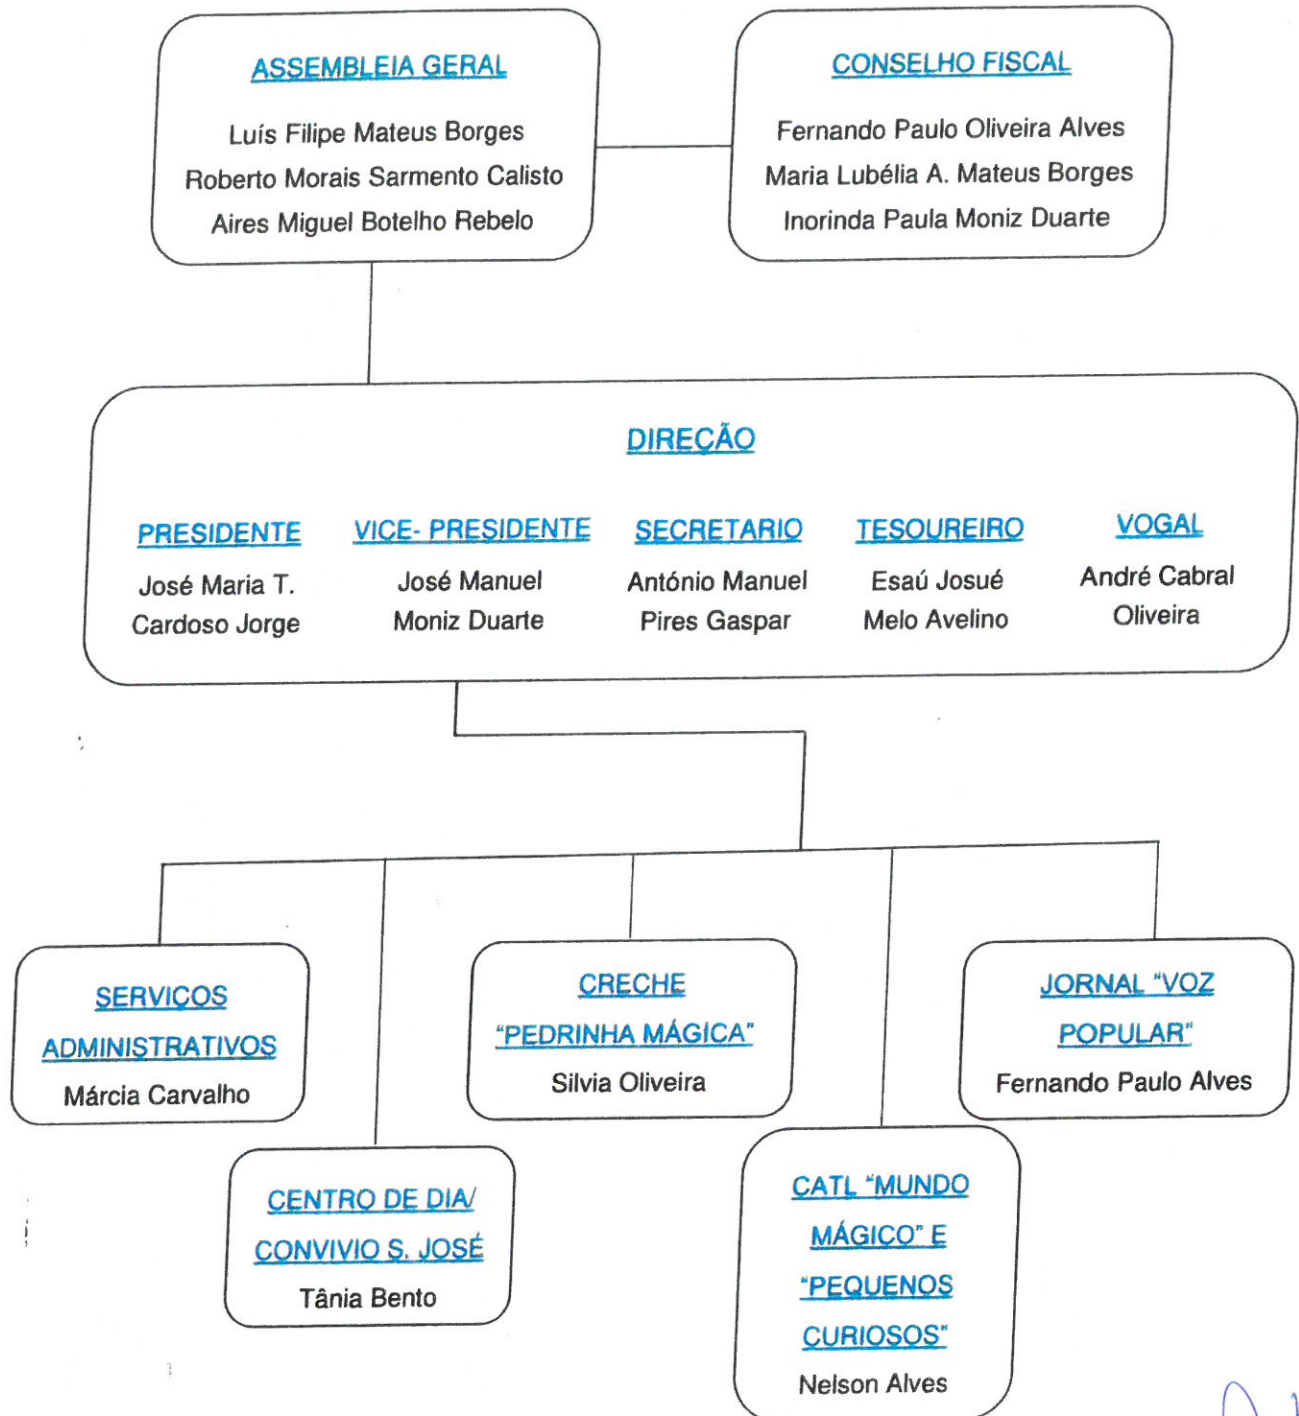 ASSEMBLEIA GERAL
Luís Filipe Mateus Borges
Roberto Morais Sarmento Calisto
Aires Miguel Botelho Rebelo
CONSELHO FISCAL
Fernando Paulo Oliveira Alves
Maria Lubélia A. Mateus Borges
Inorinda Paula Moniz Duarte
DIREÇÃO
PRESIDENTE
José Maria T.
Cardoso Jorge
VICE- PRESIDENTE
José Manuel
Moniz Duarte
SECRETARIO
António Manuel
Pires Gaspar
TESOUREIRO
Esaú Josué
Melo Avelino
VOGAL
André Cabral
Oliveira
SERVIÇOS
ADMINISTRATIVOS
Márcia Carvalho
CENTRO DE DIA/
CONVIVIO S. JOSÉ
Tânia Bento
CRECHE
"PEDRINHA MÁGICA"
Silvia Oliveira
CATL "MUNDO
MÁGICO" E
"PEQUENOS
CURIOSOS"
Nelson Alves
JORNAL "VOZ
POPULAR"
Fernando Paulo Alves